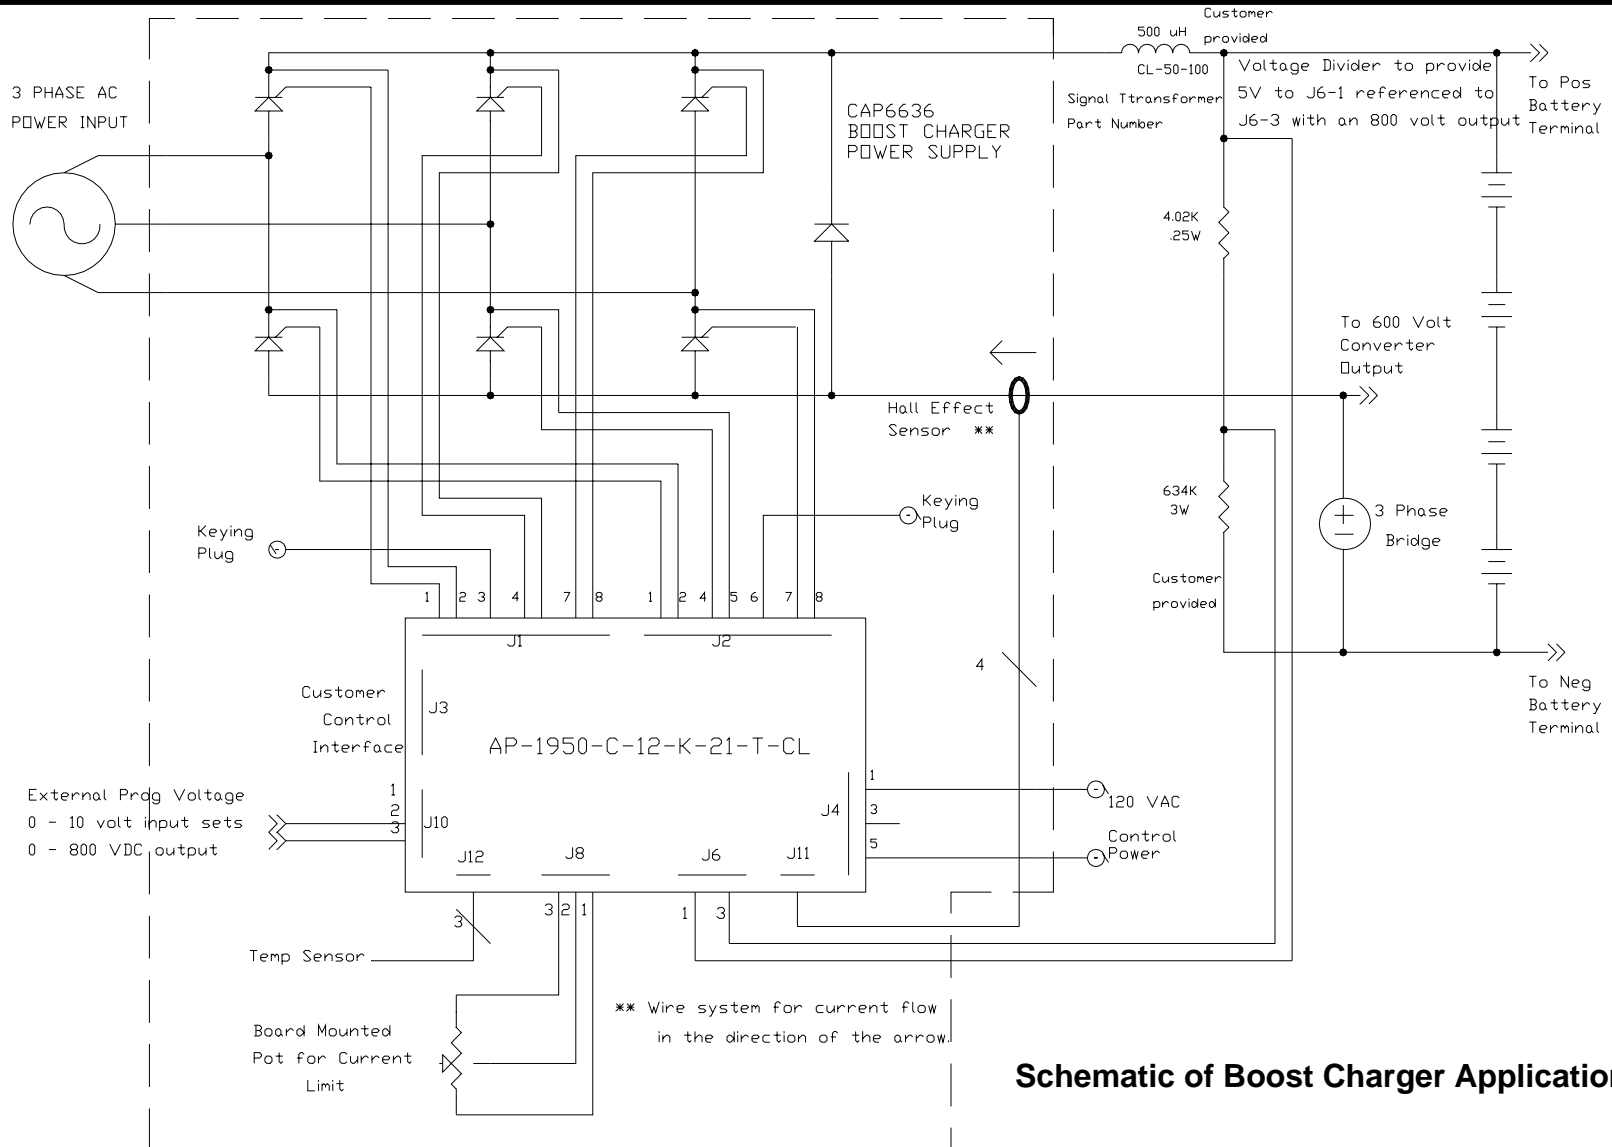 Customer
provided
500 uH
CL-50-100
Signal Ttransformer
Part Number
Voltage Divider to provide
5V to J6-1 referenced to
J6-3 with an 800 volt output
To Pos
Battery
Terminal
3 PHASE AC
POWER INPUT
CAP6636
BOOST CHARGER
POWER SUPPLY
4.02K
.25W
To 600 Volt
Converter
Output
Hall Effect
Sensor **
Keying
Plug
Keying
Plug
634K
3W
3 Phase
Bridge
Customer
provided
1 2 3 4 7 8
1 2 4 5 6 7 8
J1
J2
4
To Neg
Battery
Terminal
Customer
Control
Interface
J3
AP-1950-C-12-K-21-T-CL
External Prog Voltage
0 - 10 volt input sets
0 - 800 VDC output
1
2
3
J10
J4
1
3
5
120 VAC
Control
Power
J12
J8
J6
J11
3
3 2 1
1 3
Temp Sensor
** Wire system for current flow
in the direction of the arrow.
Board Mounted
Pot for Current
Limit
Schematic of Boost Charger Application